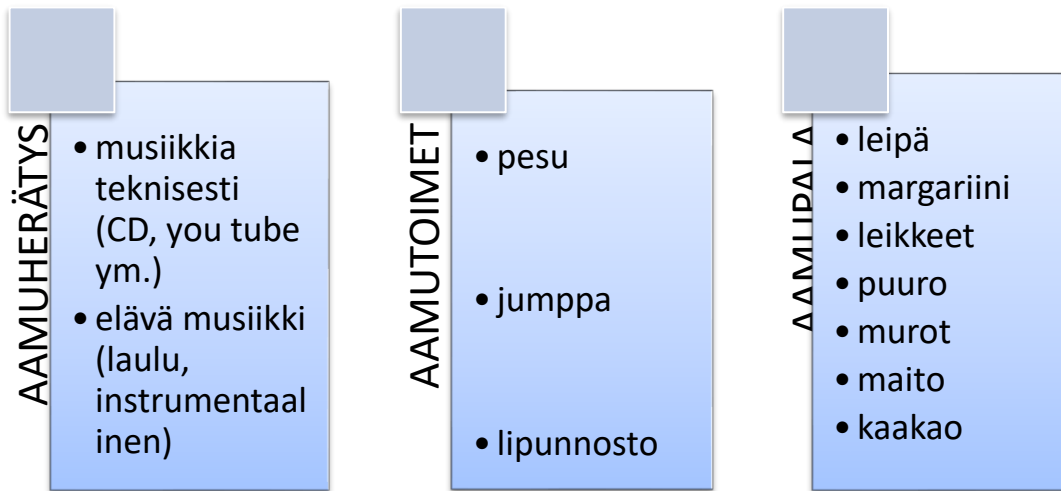 AAMUHERÄTYS
• musiikkia
teknisesti
(CD, you tube
ym.)
• elävä musiikki
(laulu,
instrumentaal
inen)
AAMUTOIMET
• pesu
• jumppa
• lipunnosto
AAMUPALA
• leipä
• margariini
• leikkeet
• puuro
• murot
• maito
• kaakao